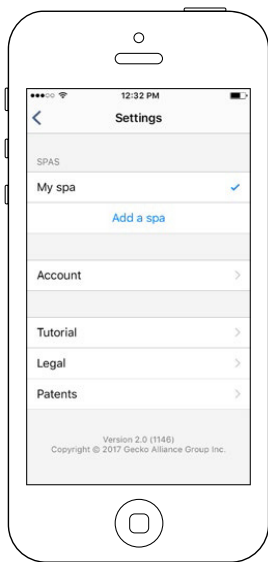 12:32 PM
Settings
SPAS
My spa
Add a spa
Account
Tutorial
Legal
Patents
Version 2.0 (1146)
Copyright © 2017 Gecko Alliance Group Inc.